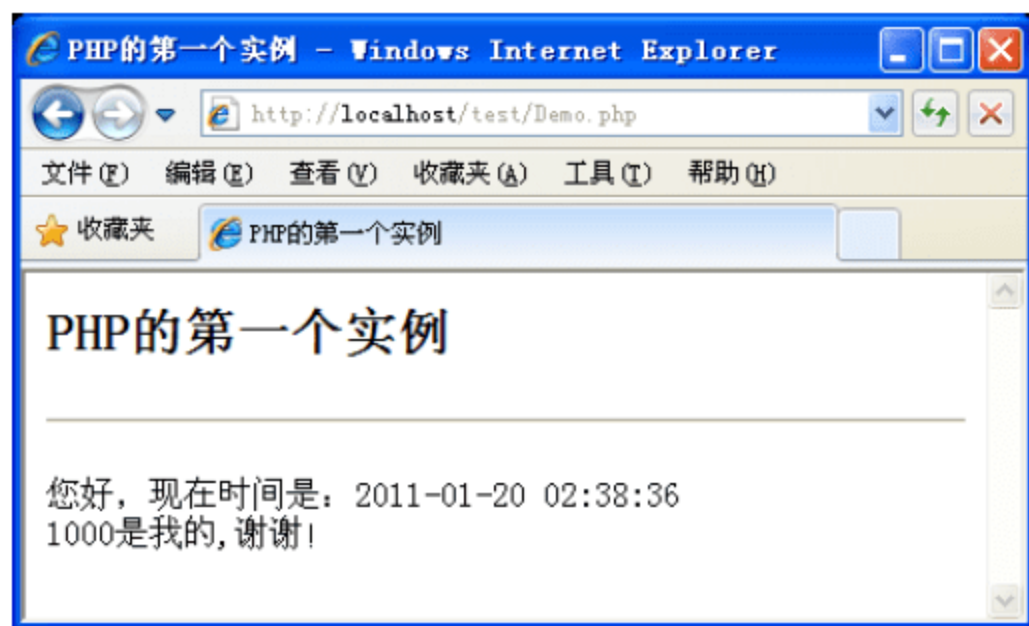 PHP的第一个实例 - Windows Internet Explorer
http://localhost/test/Demo.php
文件(F) 编辑(E) 查看(V) 收藏夹(A) 工具(T) 帮助(H)
收藏夹 PHP的第一个实例
PHP的第一个实例
您好，现在时间是：2011-01-20 02:38:36
1000是我的,谢谢!